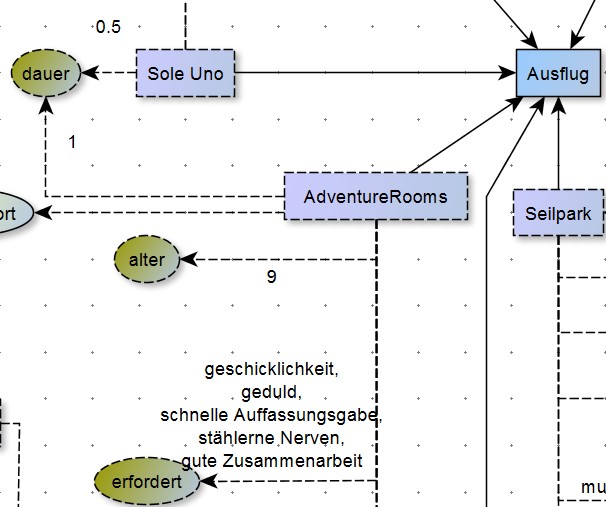 0.5
dauer
Sole Uno
Ausflug
1
AdventureRooms
ort
Seilpark
alter
9
geschicklichkeit,
geduld,
schnelle Auffassungsgabe,
stählerne Nerven,
gute Zusammenarbeit
erfordert
mu